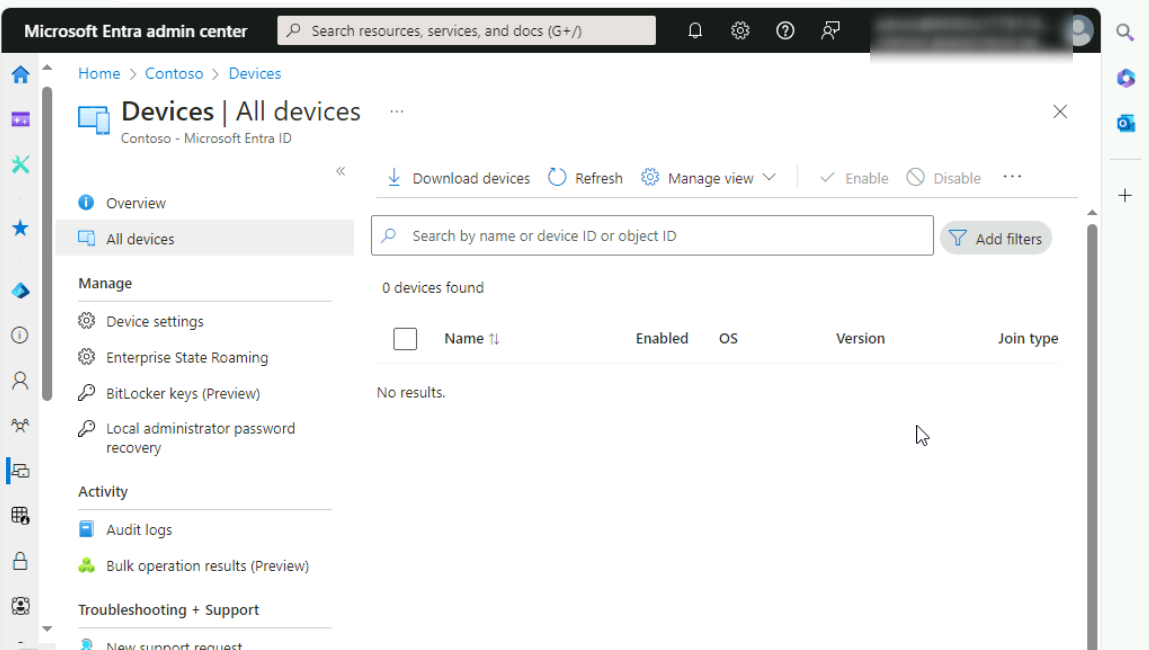 Microsoft Entra admin center
Search resources, services, and docs (G+/)
Home > Contoso > Devices
Devices | All devices ...
Contoso - Microsoft Entra ID
Overview
All devices
Manage
Device settings
Enterprise State Roaming
BitLocker keys (Preview)
Local administrator password
recovery
Activity
Audit logs
Bulk operation results (Preview)
Troubleshooting + Support
New support request
Download devices Refresh Manage view Enable Disable ...
Search by name or device ID or object ID
Add filters
0 devices found
Name Enabled OS Version Join type
No results.